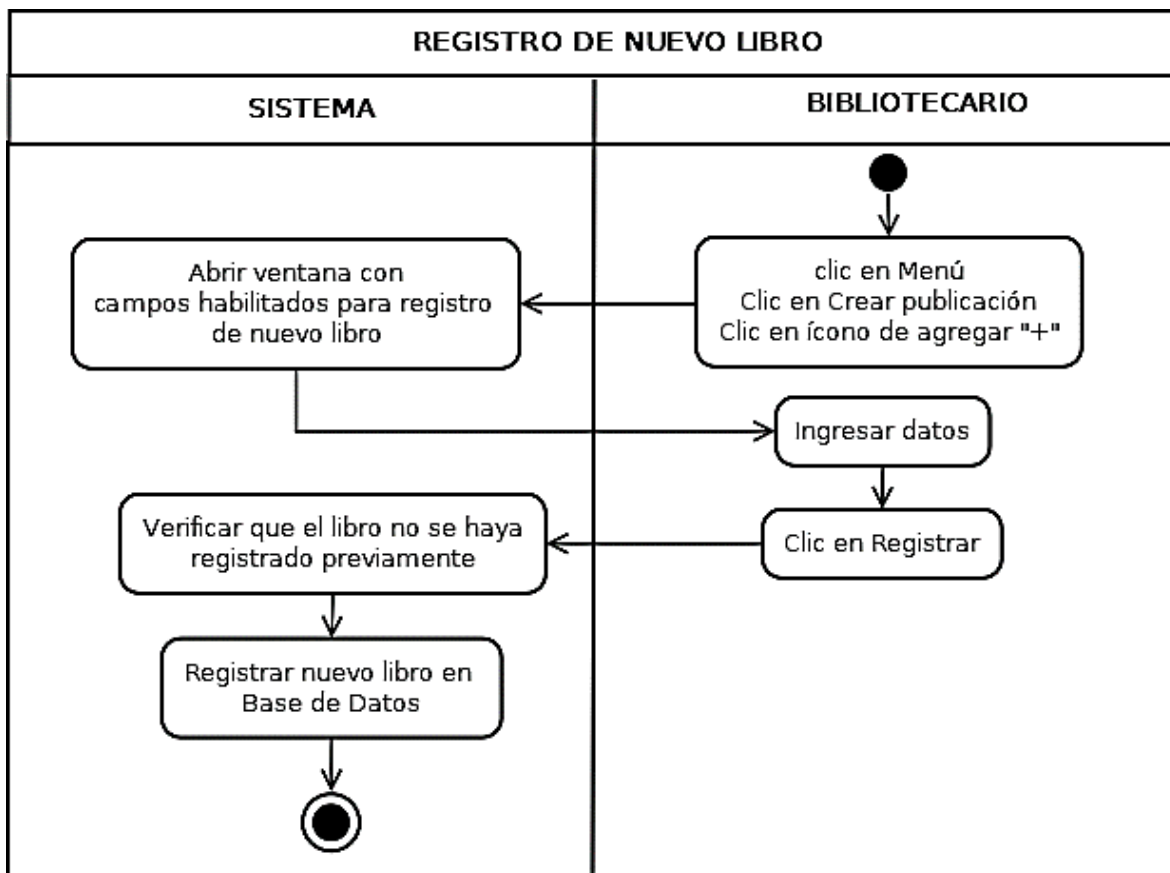 REGISTRO DE NUEVO LIBRO
SISTEMA
BIBLIOTECARIO
clic en Menú
Clic en Crear publicación
Clic en ícono de agregar "+"
Abrir ventana con
campos habilitados para registro
de nuevo libro
Ingresar datos
Clic en Registrar
Verificar que el libro no se haya
registrado previamente
Registrar nuevo libro en
Base de Datos